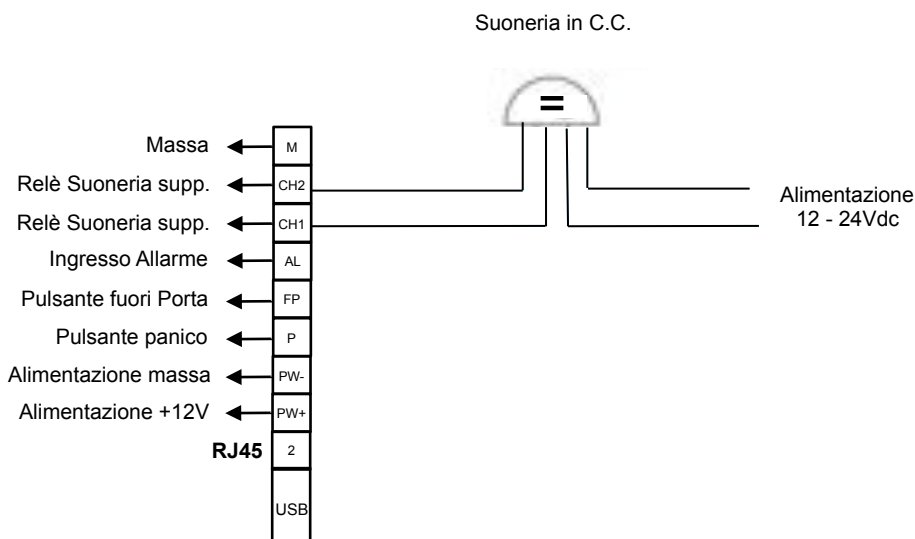 Suoneria in C.C.
=
Massa M
Relè Suoneria supp. CH2
Relè Suoneria supp. CH1
Ingresso Allarme AL
Pulsante fuori Porta FP
Pulsante panico P
Alimentazione massa PW-
Alimentazione +12V PW+
RJ45 2
USB
Alimentazione
12 - 24Vdc